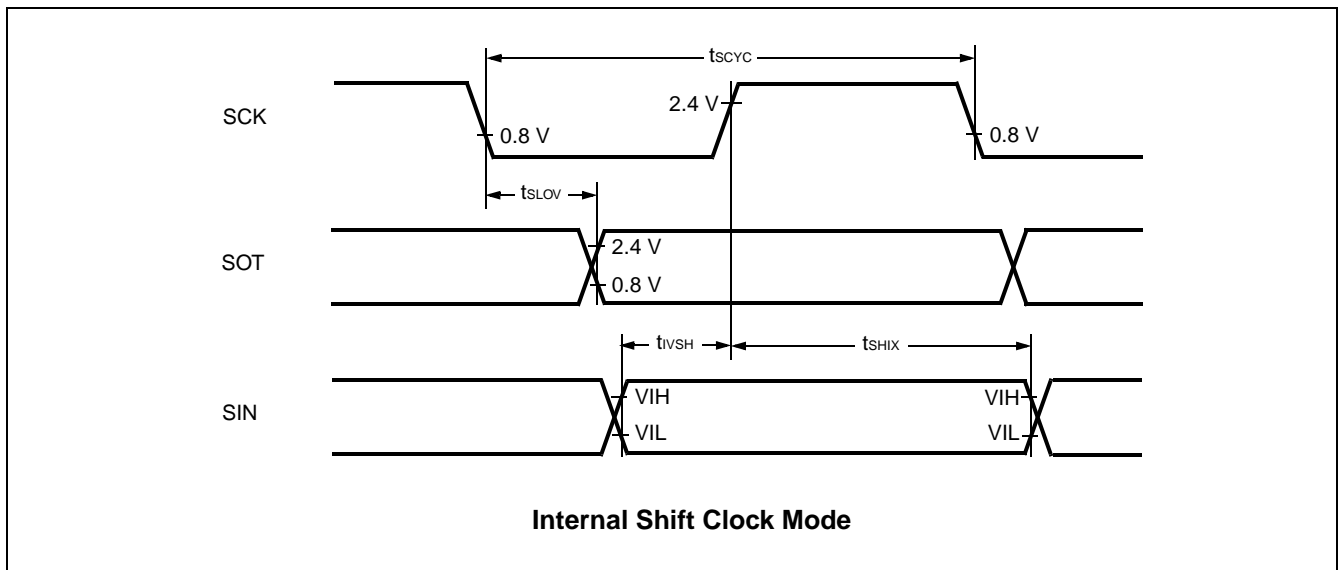 tSCYC
SCK
2.4 V
0.8 V
0.8 V
tSLOV
SOT
2.4 V
0.8 V
tIVSH
tSHIX
SIN
VIH
VIH
VIL
VIL
Internal Shift Clock Mode